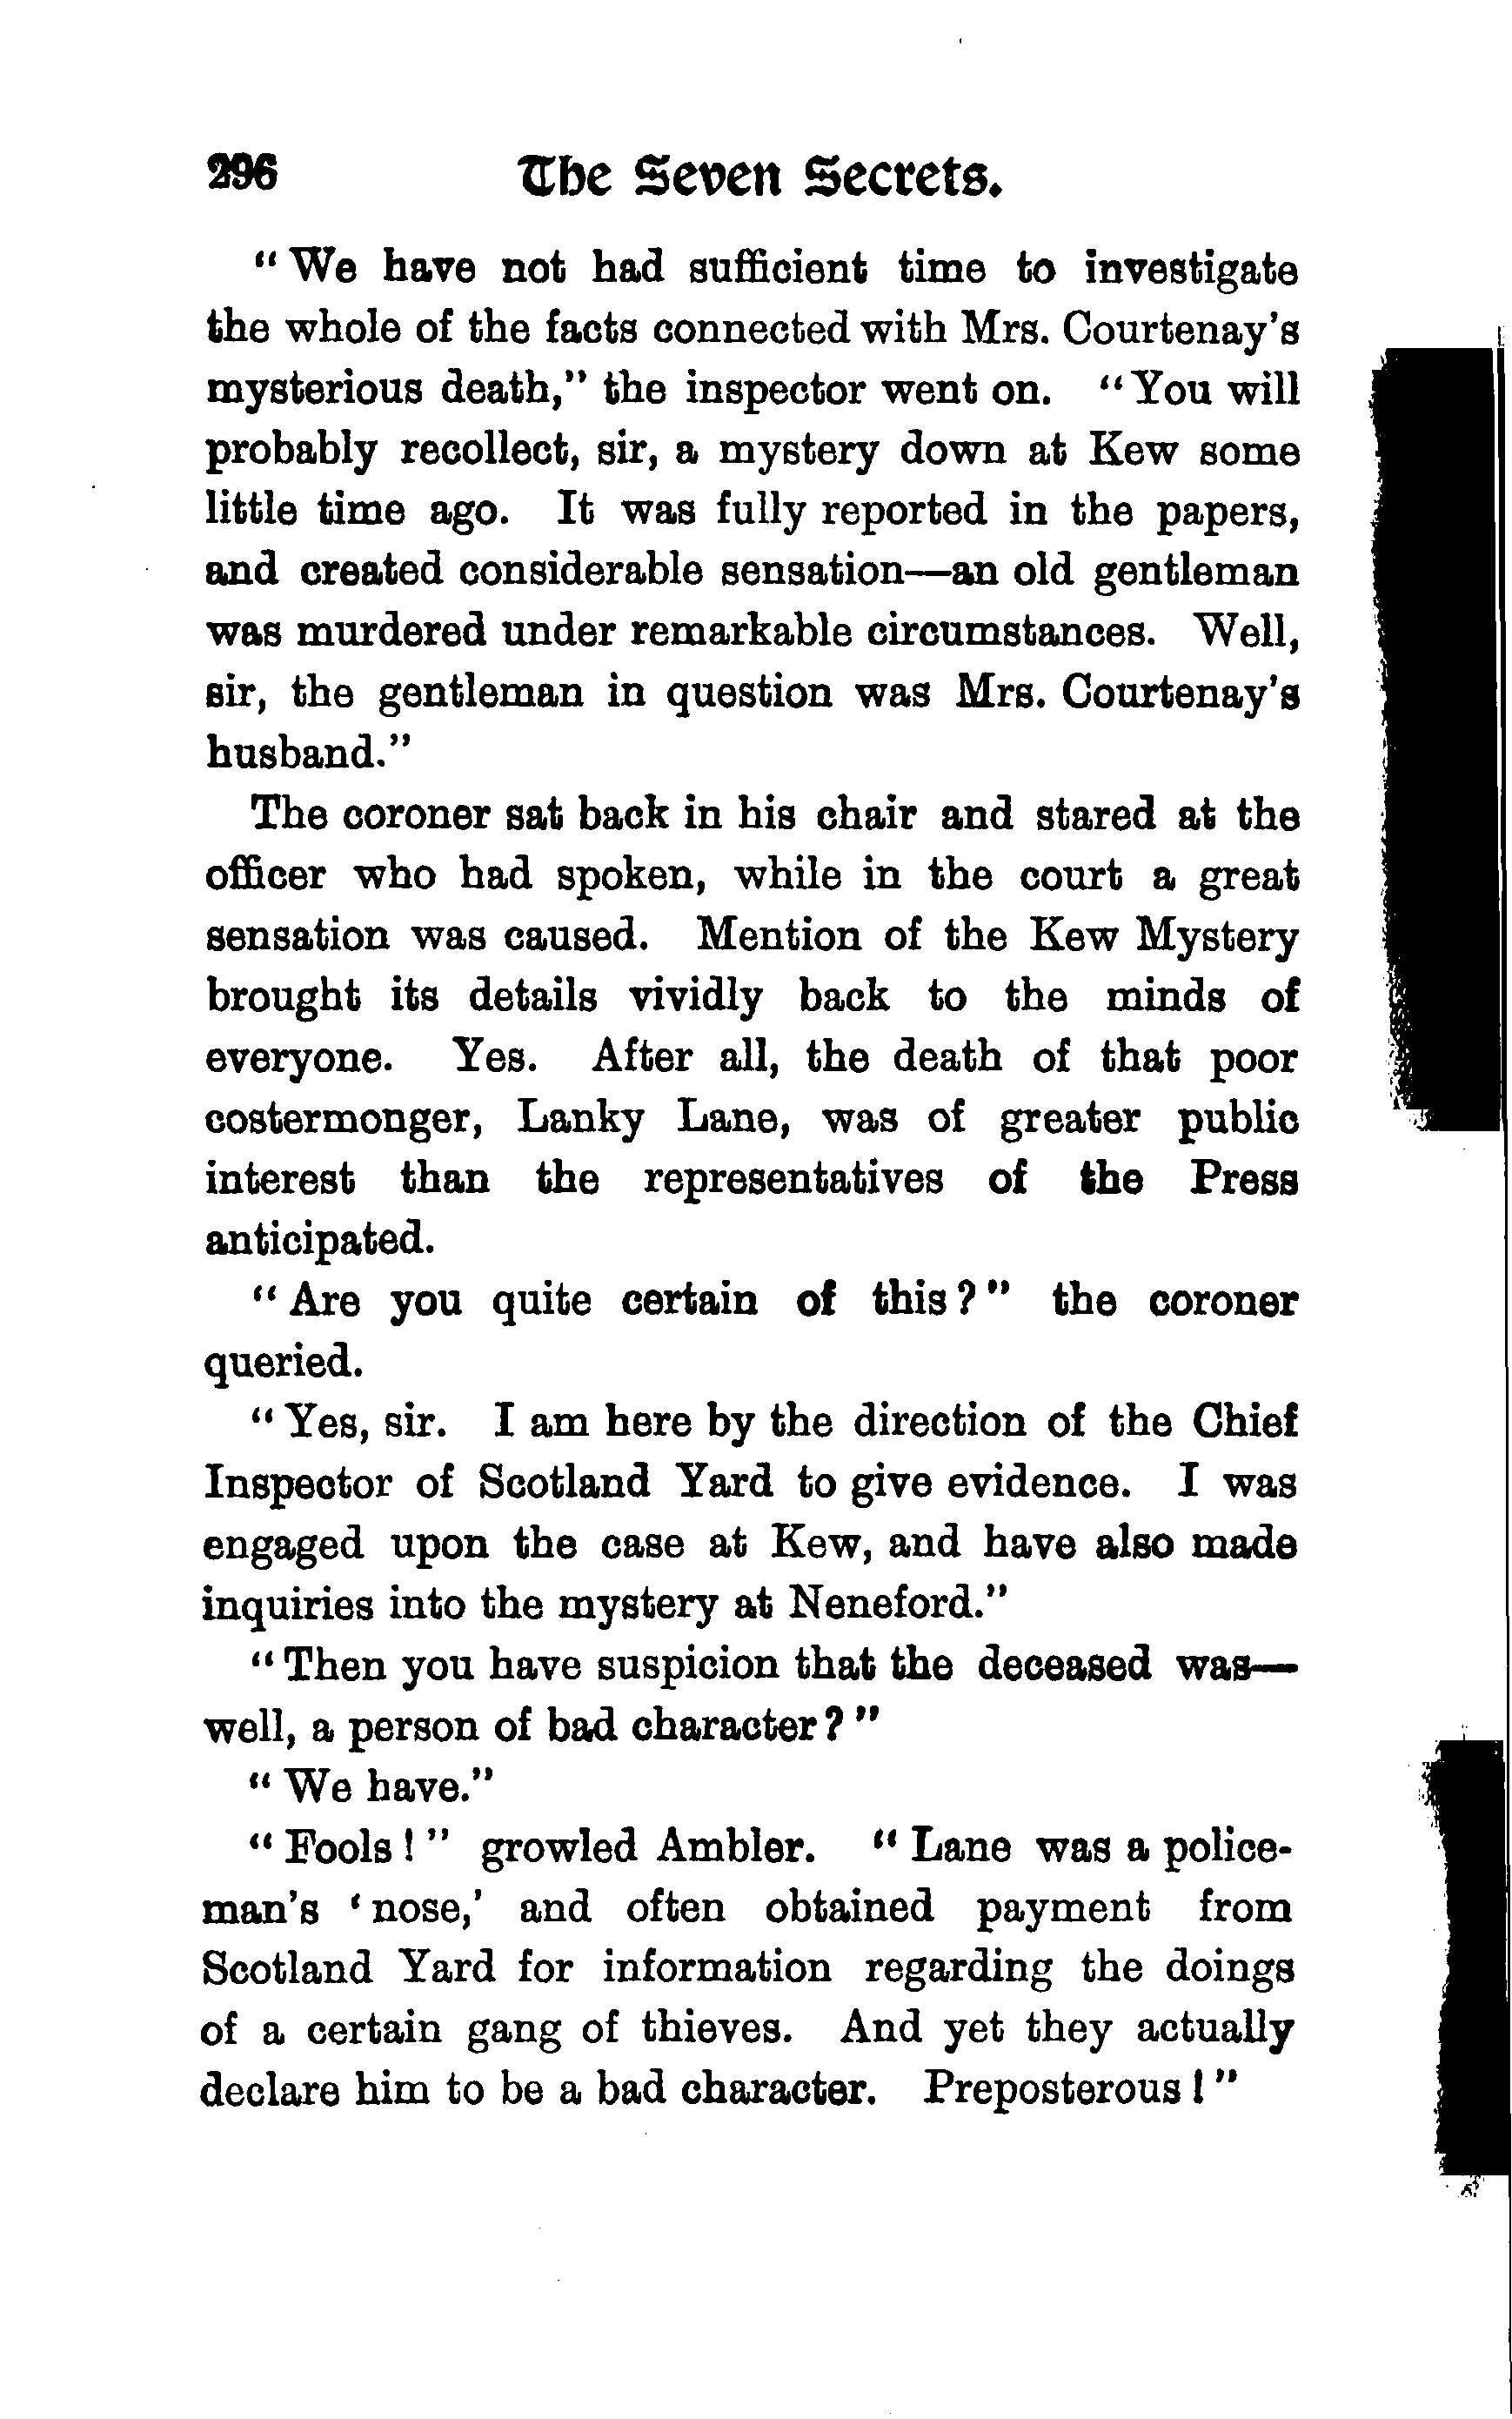 296 The Seven Secrets.
" We have not had sufficient time to investigate
the whole of the facts connected with Mrs. Courtenay's
mysterious death," the inspector went on. "You will
probably recollect, sir, a mystery down at Kew some
little time ago. It was fully reported in the papers,
and created considerable sensation—an old gentleman
was murdered under remarkable circumstances. Well,
sir, the gentleman in question was Mrs. Courtenay's
husband."
The coroner sat back in his chair and stared at the
officer who had spoken, while in the court a great
sensation was caused. Mention of the Kew Mystery
brought its details vividly back to the minds of
everyone. Yes. After all, the death of that poor
costermonger, Lanky Lane, was of greater public
interest than the representatives of the Press
anticipated.
" Are you quite certain of this ? " the coroner
queried.
" Yes, sir. I am here by the direction of the Chief
Inspector of Scotland Yard to give evidence. I was
engaged upon the case at Kew, and have also made
inquiries into the mystery at Neneford."
" Then you have suspicion that the deceased was—
well, a person of bad character ? "
" We have."
" Fools ! " growled Ambler. " Lane was a police-
man's ' nose,' and often obtained payment from
Scotland Yard for information regarding the doings
of a certain gang of thieves. And yet they actually
declare him to be a bad character. Preposterous ! "